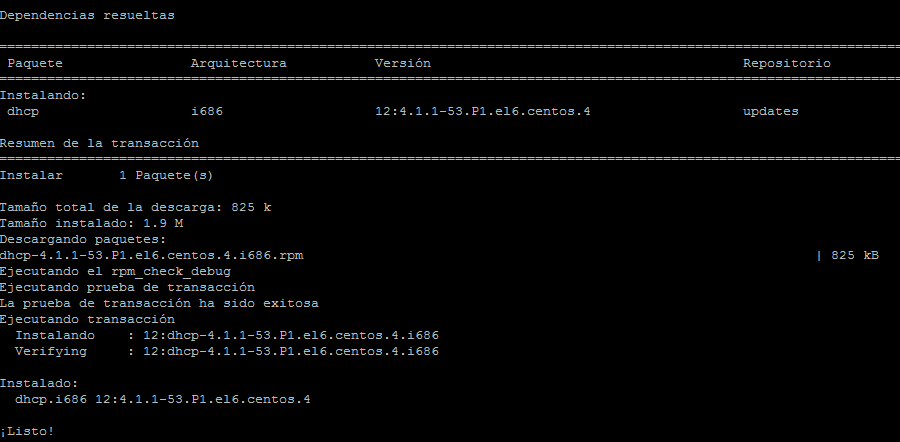 Dependencias resueltas
================================================================================
Paquete Arquitectura Versión Repositorio
================================================================================
Instalando:
dhcp i686 12:4.1.1-53.P1.el6.centos.4 updates
Resumen de la transacción
================================================================================
Instalar 1 Paquete(s)
Tamaño total de la descarga: 825 k
Tamaño instalado: 1.9 M
Descargando paquetes:
dhcp-4.1.1-53.P1.el6.centos.4.i686.rpm | 825 kB
Ejecutando el rpm_check_debug
Ejecutando prueba de transacción
La prueba de transacción ha sido exitosa
Ejecutando transacción
Instalando : 12:dhcp-4.1.1-53.P1.el6.centos.4.i686
Verifying : 12:dhcp-4.1.1-53.P1.el6.centos.4.i686
Instalado:
dhcp.i686 12:4.1.1-53.P1.el6.centos.4
¡Listo!